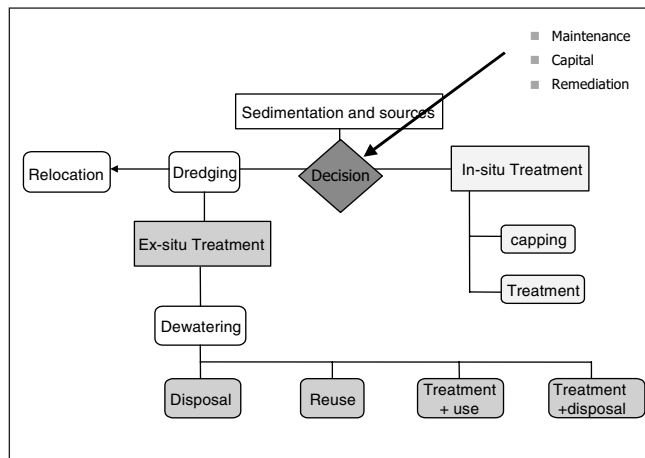 Maintenance
Capital
Remediation
Sedimentation and sources
Relocation
Dredging
Decision
In-situ Treatment
Ex-situ Treatment
capping
Treatment
Dewatering
Disposal
Reuse
Treatment
+ use
Treatment
+disposal